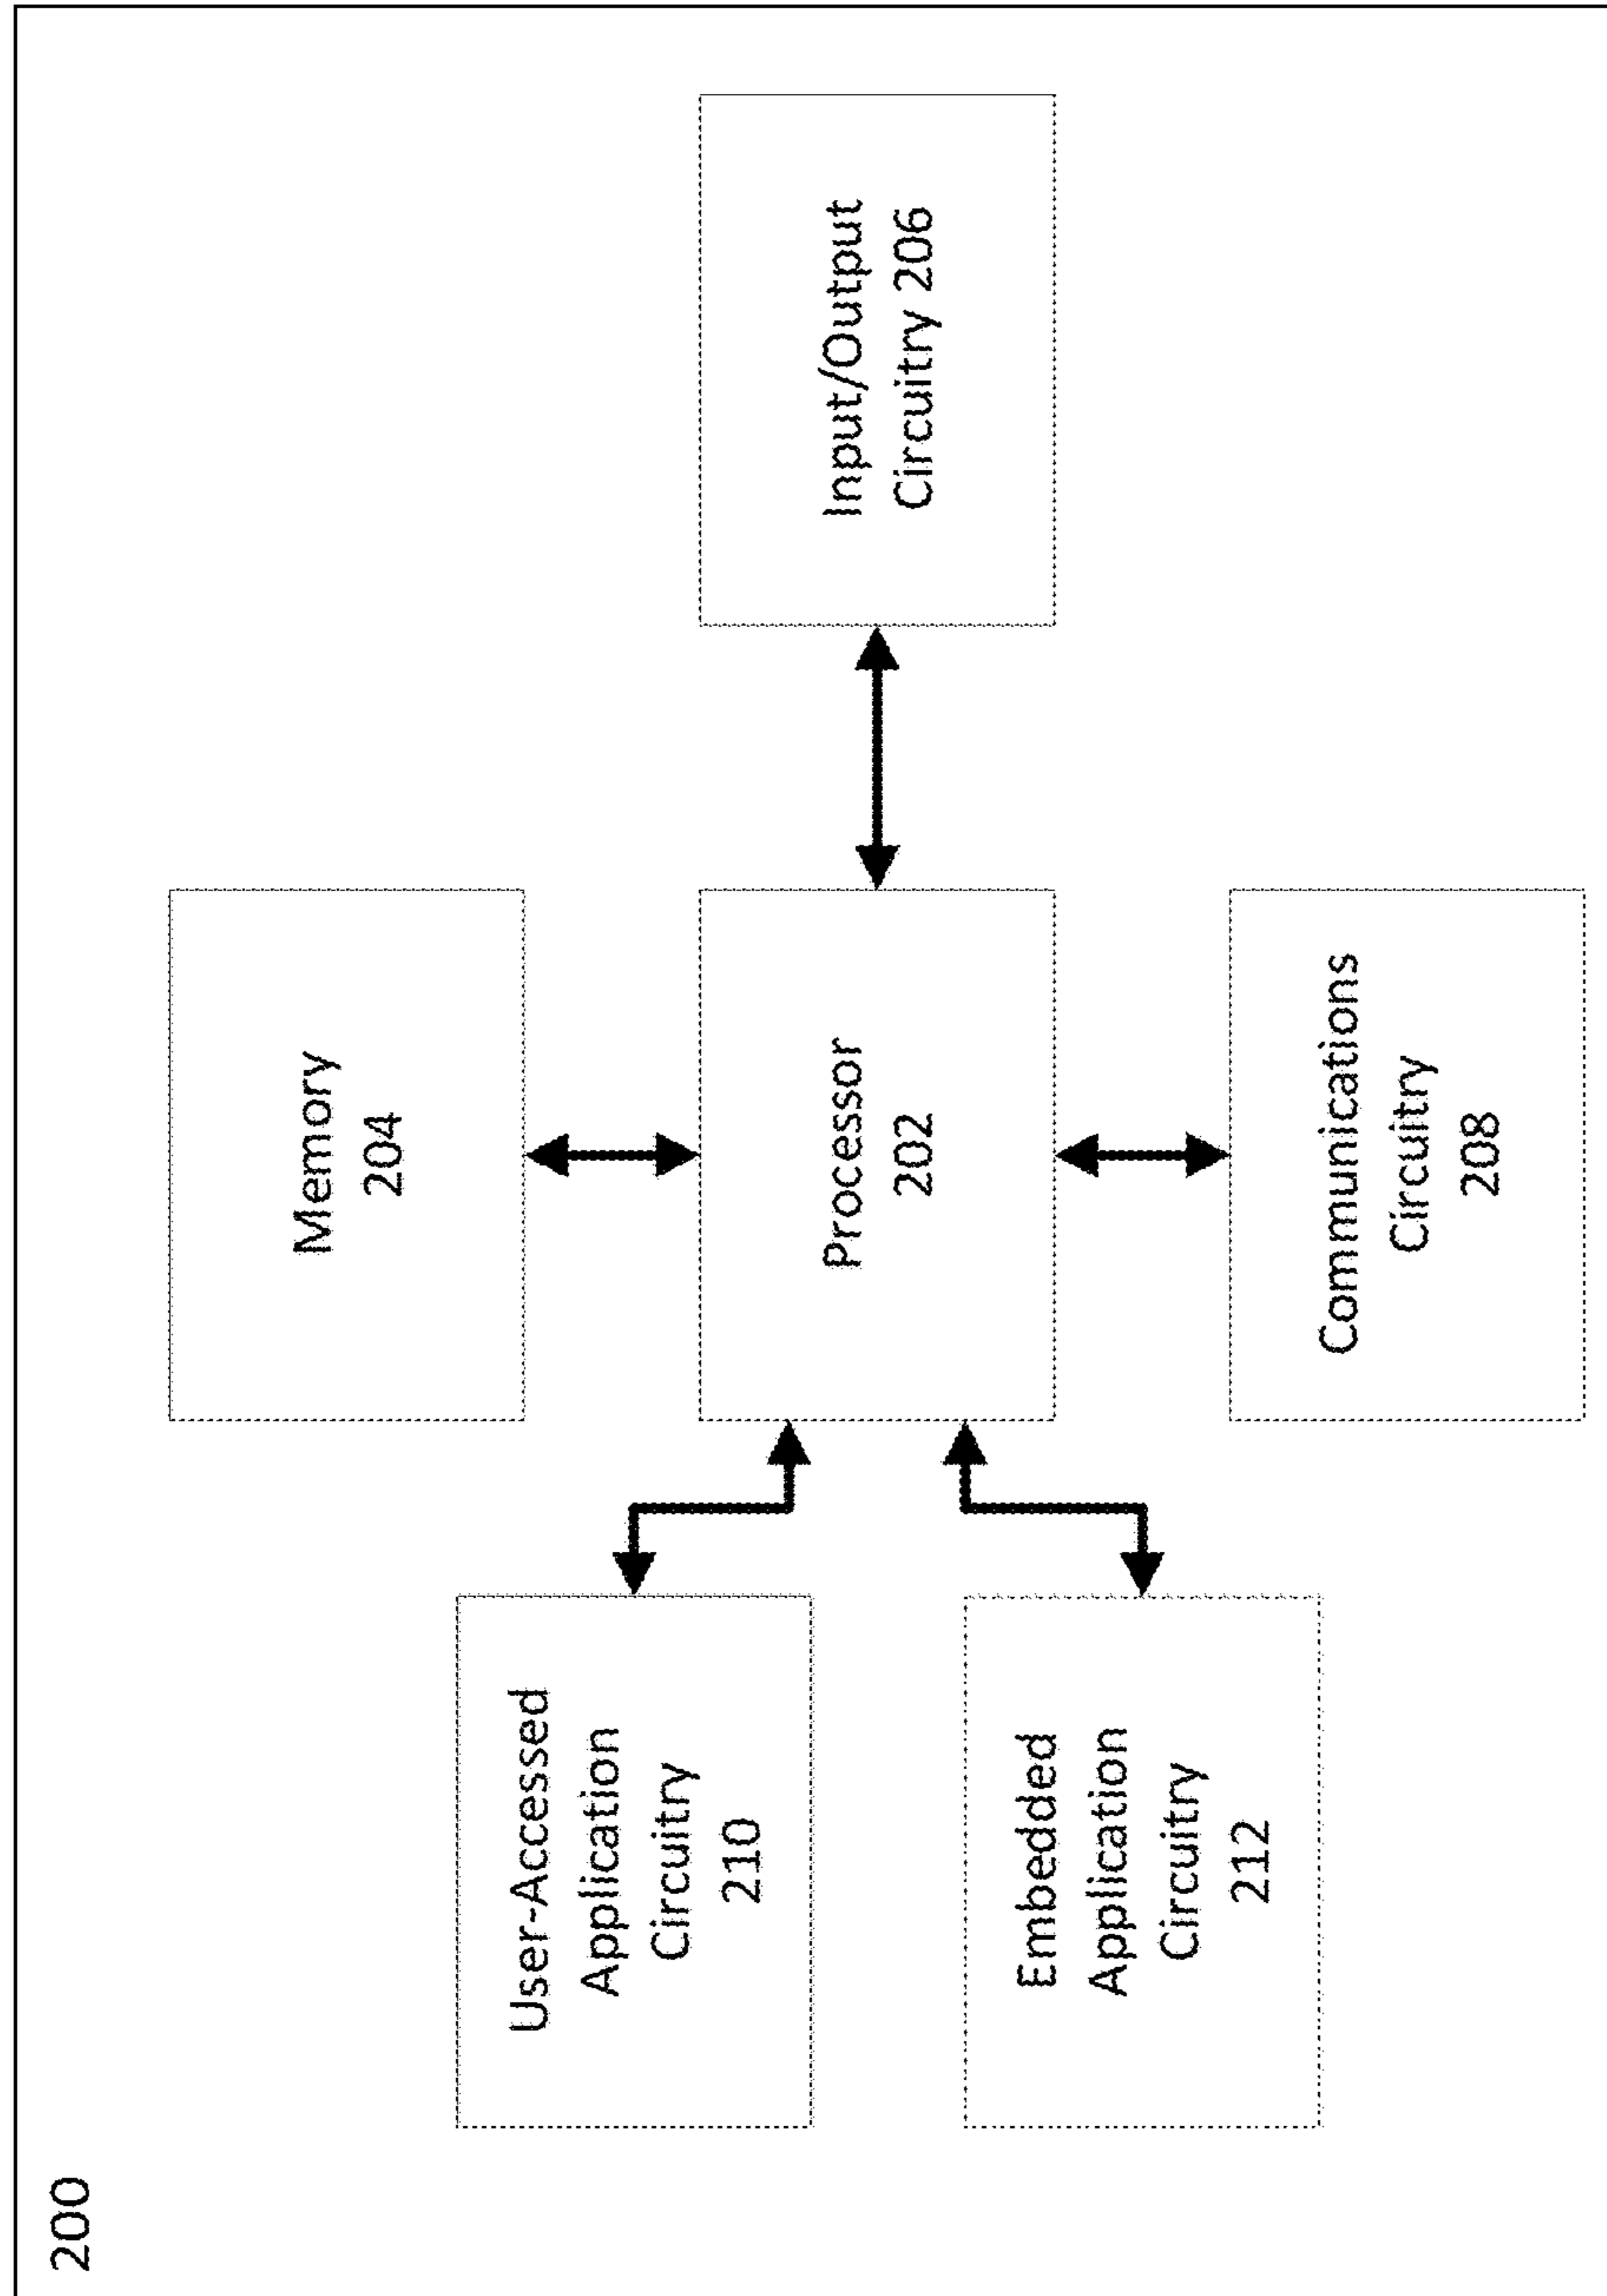 200
Memory
204
User-Accessed
Application
Circuitry
210
Processor
202
Input/Output
Circuitry 206
Embedded
Application
Circuitry
212
Communications
Circuitry
208